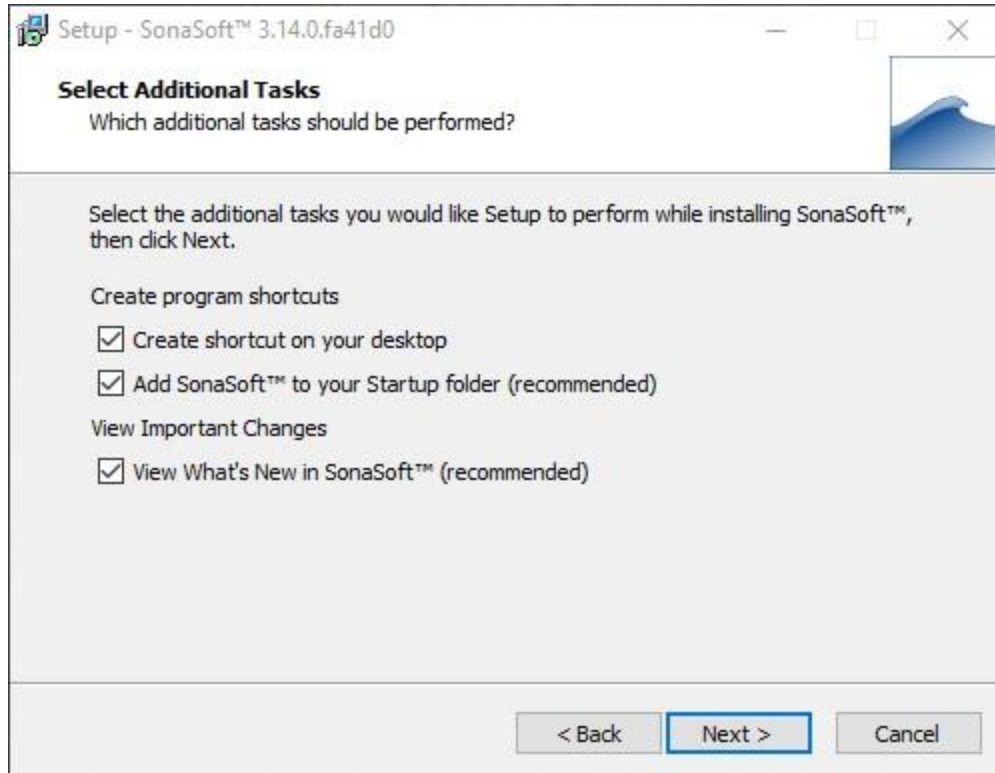 Setup - SonaSoft™ 3.14.0.fa41d0
Select Additional Tasks
Which additional tasks should be performed?
Select the additional tasks you would like Setup to perform while installing SonaSoft™,
then click Next.
Create program shortcuts
Create shortcut on your desktop
Add SonaSoft™ to your Startup folder (recommended)
View Important Changes
View What's New in SonaSoft™ (recommended)
< Back Next > Cancel